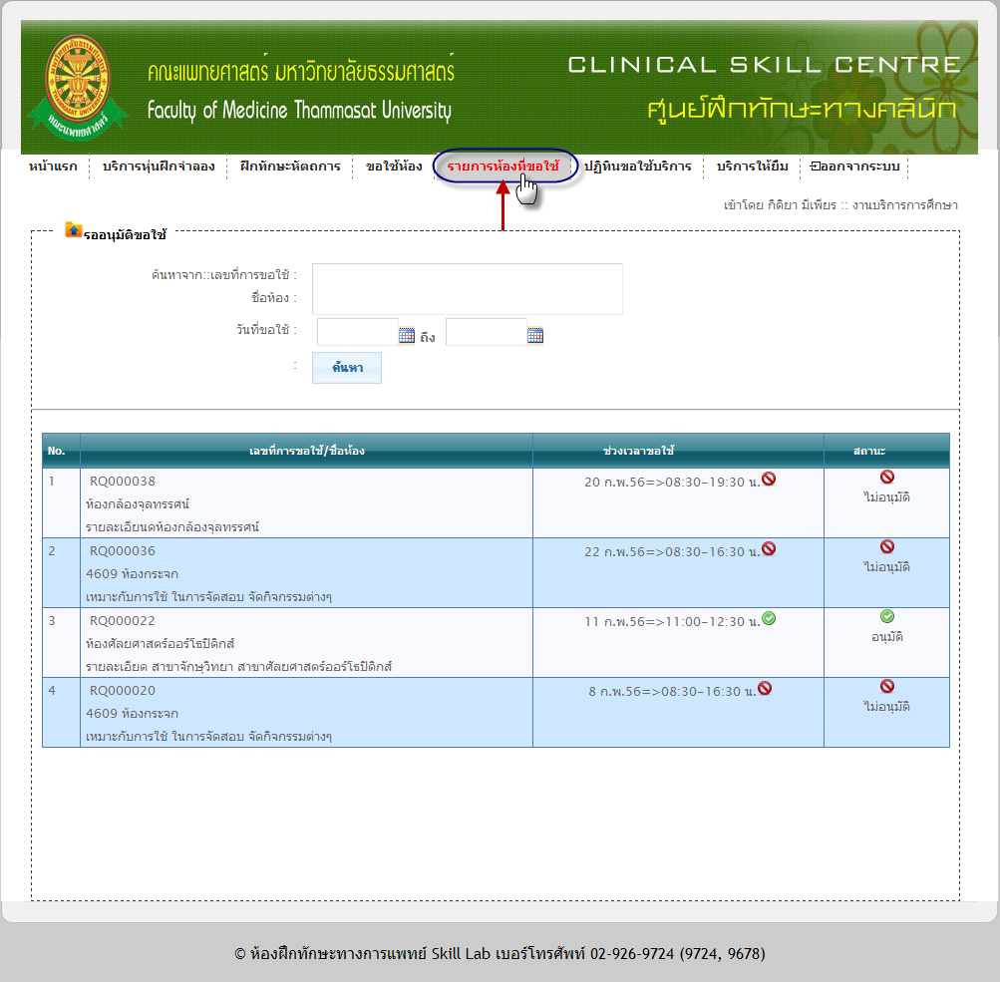 คณะแพทยศาสตร์ มหาวิทยาลัยธรรมศาสตร์
Faculty of Medicine Thammasat University
CLINICAL SKILL CENTRE
ศูนย์ฝึกทักษะทางคลินิก
คณะแพทยศาสตร์
หน้าแรก บริการหุ่นฝึกจำลอง ฝึกทักษะหัตถการ ขอใช้ห้อง รายการห้องที่ขอใช้ ปฏิทินขอใช้บริการ บริการให้ยืม ออกจากระบบ
เข้าโดย กิติยา มีเพียร :: งานบริการการศึกษา
รออนุมัติขอใช้
ค้นหาจาก::เลขที่การขอใช้ :
ชื่อห้อง :
วันที่ขอใช้ : ถึง
:
ค้นหา
No. เลขที่การขอใช้/ชื่อห้อง ช่วงเวลาขอใช้ สถานะ
1 RQ000038 20 ก.พ.56=>08:30-19:30 น. ไม่อนุมัติ
ห้องกล้องจุลทรรศน์
รายละเอียนดห้องกล้องจุลทรรศน์
2 RQ000036 22 ก.พ.56=>08:30-16:30 น. ไม่อนุมัติ
4609 ห้องกระจก
เหมาะกับการใช้ ในการจัดสอบ จัดกิจกรรมต่างๆ
3 RQ000022 11 ก.พ.56=>11:00-12:30 น. อนุมัติ
ห้องศัลยศาสตร์ออร์โธปิดิกส์
รายละเอียด สาขาจักษุวิทยา สาขาศัลยศาสตร์ออร์โธปิดิกส์
4 RQ000020 8 ก.พ.56=>08:30-16:30 น. ไม่อนุมัติ
4609 ห้องกระจก
เหมาะกับการใช้ ในการจัดสอบ จัดกิจกรรมต่างๆ
© ห้องฝึกทักษะทางการแพทย์ Skill Lab เบอร์โทรศัพท์ 02-926-9724 (9724, 9678)